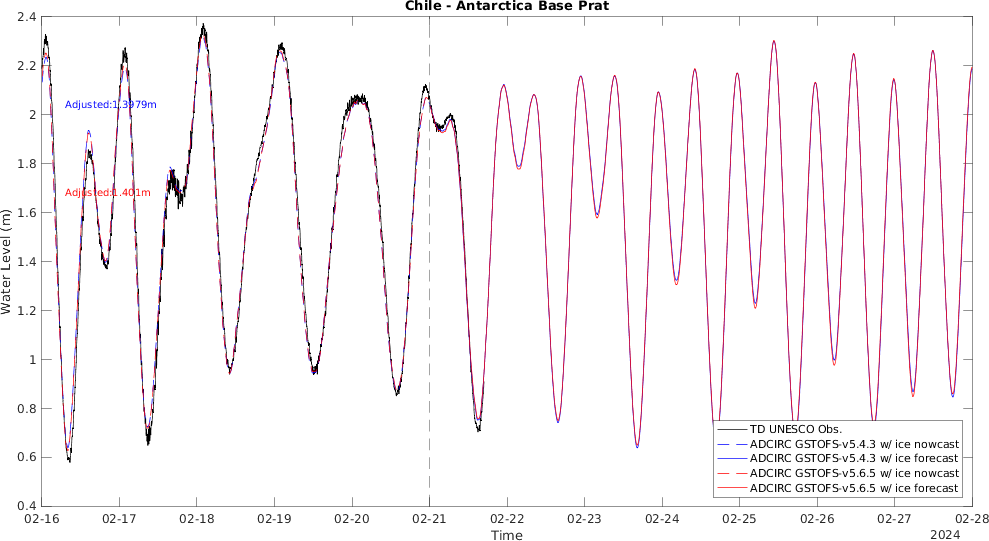 Chile - Antarctica Base Prat
2.4
2.2
2
1.8
1.6
1.4
1.2
1
0.8
0.6
0.4
Water Level (m)
Adjusted:1.3979m
Adjusted:1.401m
TD UNESCO Obs.
ADCIRC GSTOFS-v5.4.3 w/ ice nowcast
ADCIRC GSTOFS-v5.4.3 w/ ice forecast
ADCIRC GSTOFS-v5.6.5 w/ ice nowcast
ADCIRC GSTOFS-v5.6.5 w/ ice forecast
02-16 02-17 02-18 02-19 02-20 02-21 02-22 02-23 02-24 02-25 02-26 02-27 02-28
Time
2024